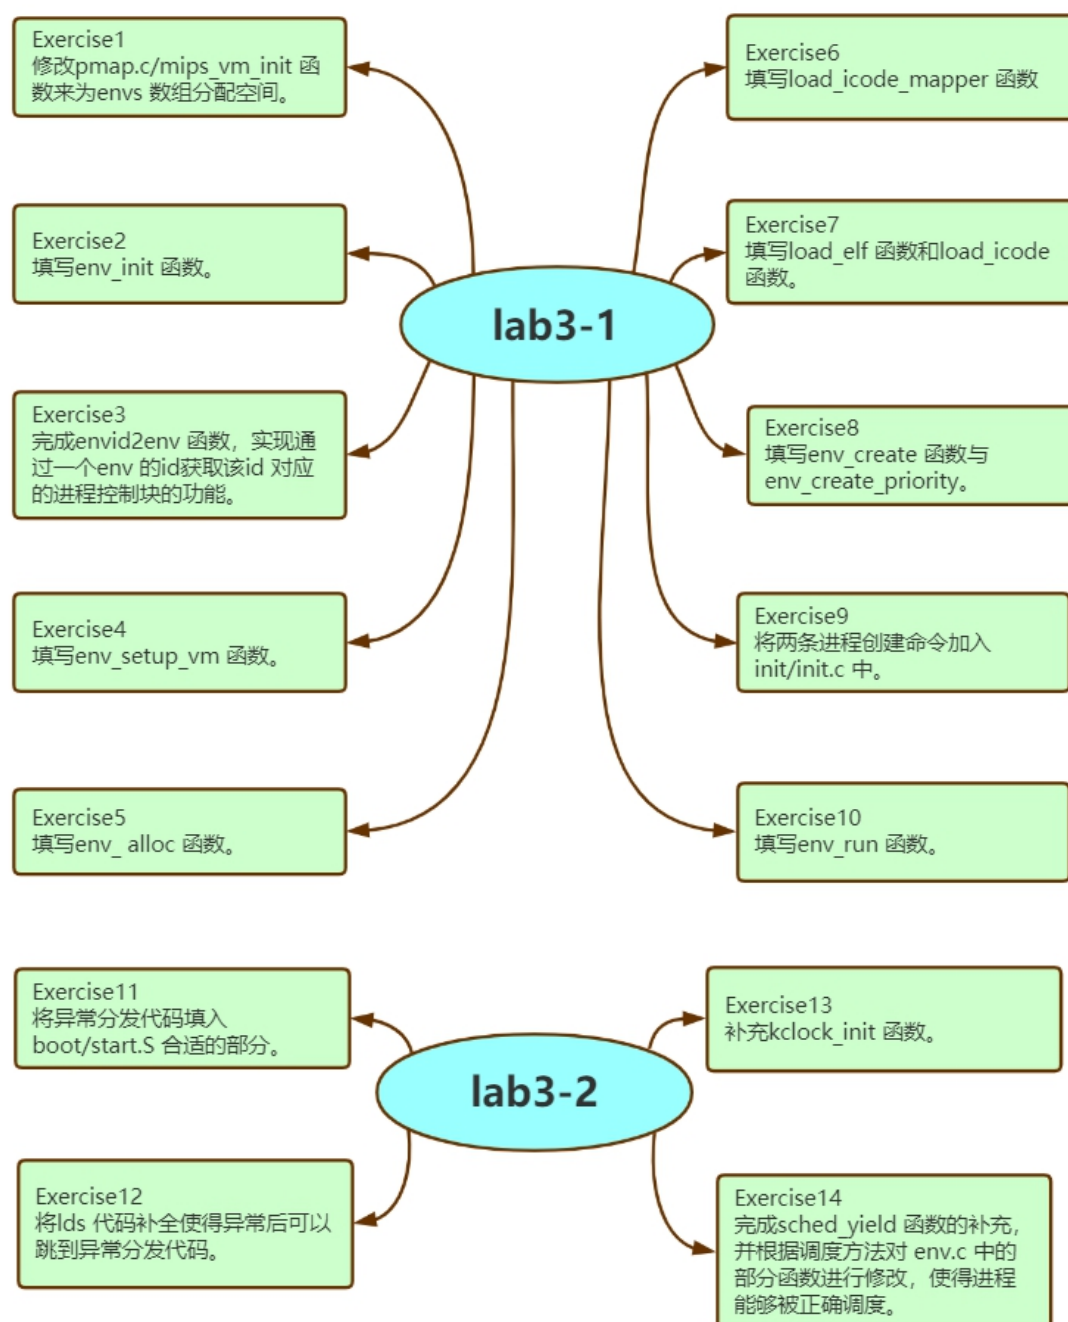 Exercise1
修改pmap.c/mips_vm_init 函
数来为envs 数组分配空间。
Exercise2
填写env_init 函数。
Exercise3
完成envid2env 函数，实现通
过一个env 的id获取该id 对应
的进程控制块的功能。
Exercise4
填写env_setup_vm 函数。
Exercise5
填写env_ alloc 函数。
lab3-1
Exercise6
填写load_icode_mapper 函数
Exercise7
填写load_elf 函数和load_icode
函数。
Exercise8
填写env_create 函数与
env_create_priority。
Exercise9
将两条进程创建命令加入
init/init.c 中。
Exercise10
填写env_run 函数。
Exercise11
将异常分发代码填入
boot/start.S 合适的部分。
Exercise12
将lds 代码补全使得异常后可以
跳到异常分发代码。
lab3-2
Exercise13
补充kclock_init 函数。
Exercise14
完成sched_yield 函数的补充，
并根据调度方法对 env.c 中的
部分函数进行修改，使得进程
能够被正确调度。